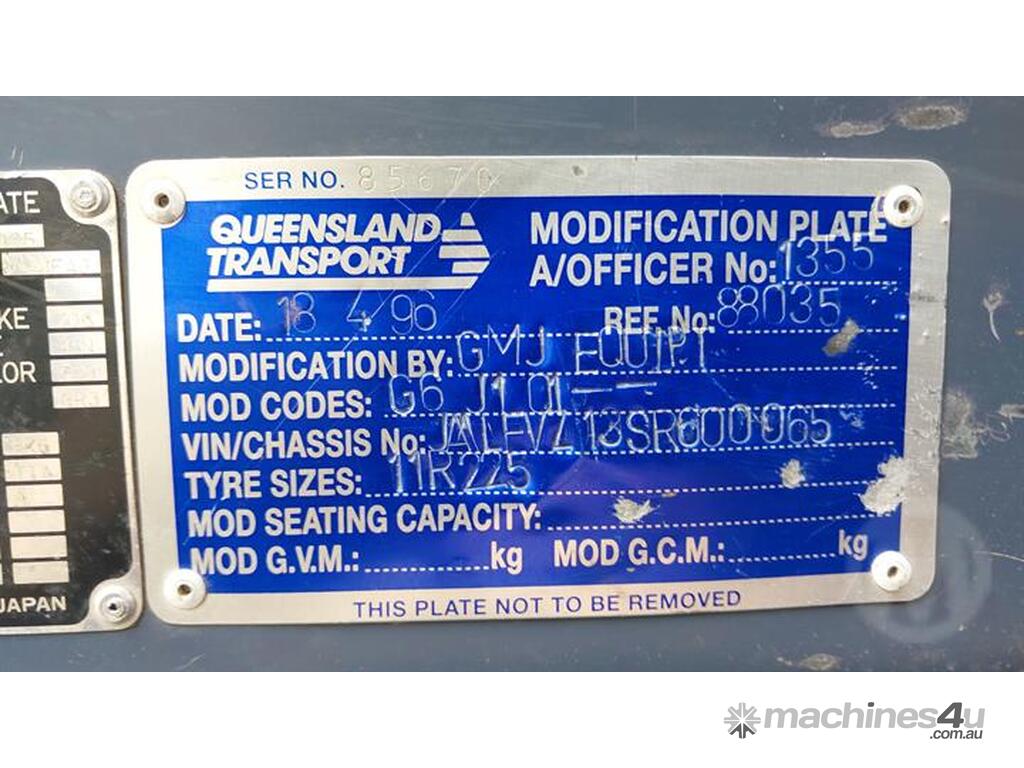 ATE
KE
LOR
JAPAN
SER NO. 85670
QUEENSLAND
TRANSPORT
MODIFICATION PLATE
A/OFFICER No: 1355
DATE: 18 4 96 REF No: 88035
MODIFICATION BY: GMJ EQUIPT
MOD CODES: G6 J1 01 — —
VIN/CHASSIS No: JALEVZ13SR600065
TYRE SIZES: 11R225
MOD SEATING CAPACITY:
MOD G.V.M.: kg MOD G.C.M.: kg
THIS PLATE NOT TO BE REMOVED
machines4u
.com.au